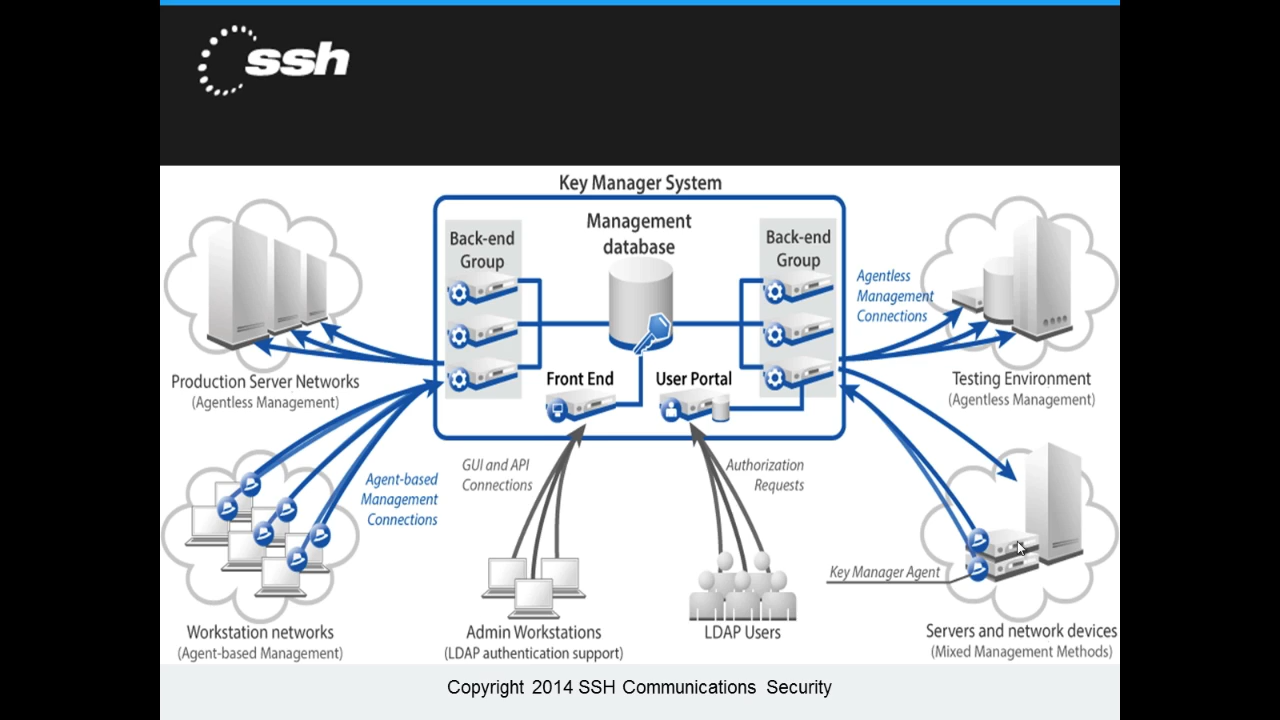 ssh
Key Manager System
Management
database
Back-end
Group
Back-end
Group
Agentless
Management
Connections
Front End
User Portal
Production Server Networks
(Agentless Management)
Testing Environment
(Agentless Management)
Agent-based
Management
Connections
GUI and API
Connections
Authorization
Requests
Key Manager Agent
Workstation networks
(Agent-based Management)
Admin Workstations
(LDAP authentication support)
LDAP Users
Servers and network devices
(Mixed Management Methods)
Copyright 2014 SSH Communications Security